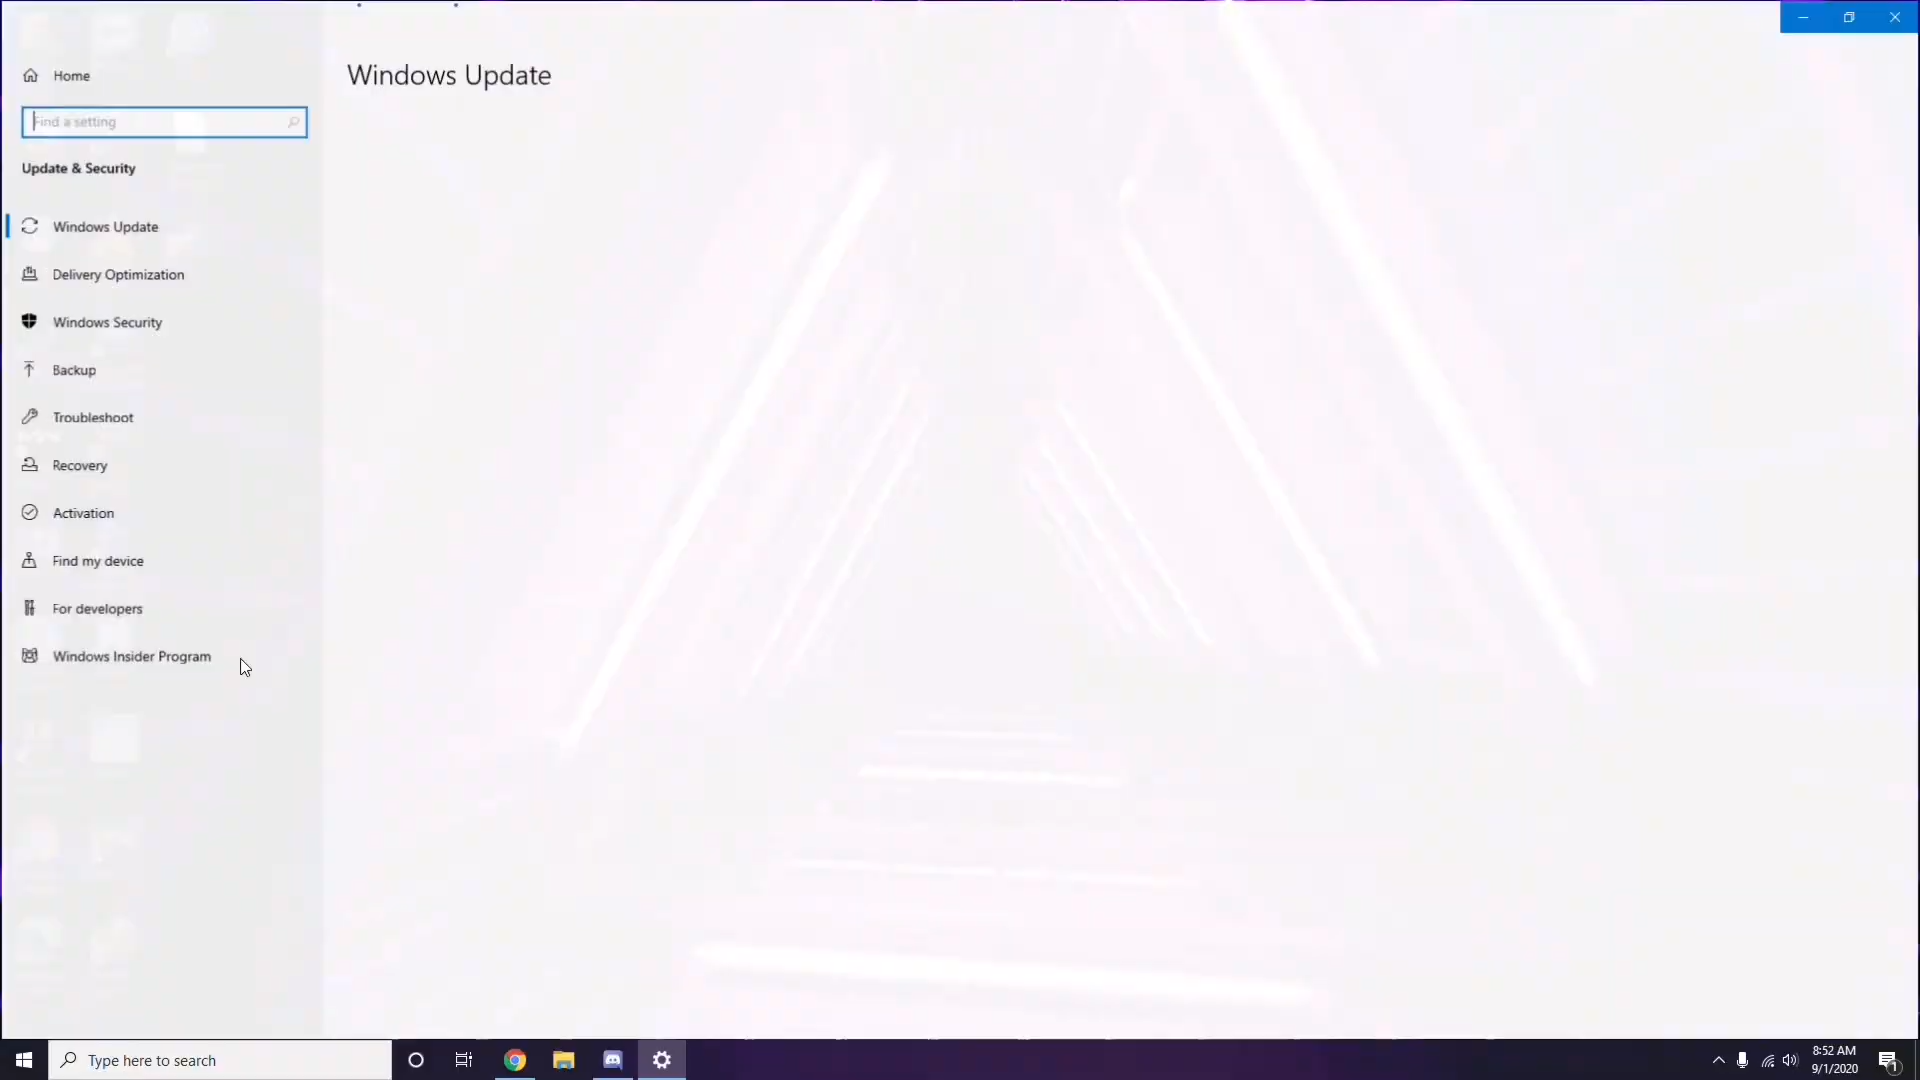 Home
Windows Update
Find a setting
Update & Security
Windows Update
Delivery Optimization
Windows Security
Backup
Troubleshoot
Recovery
Activation
Find my device
For developers
Windows Insider Program
Type here to search
8:52 AM
9/1/2020
1